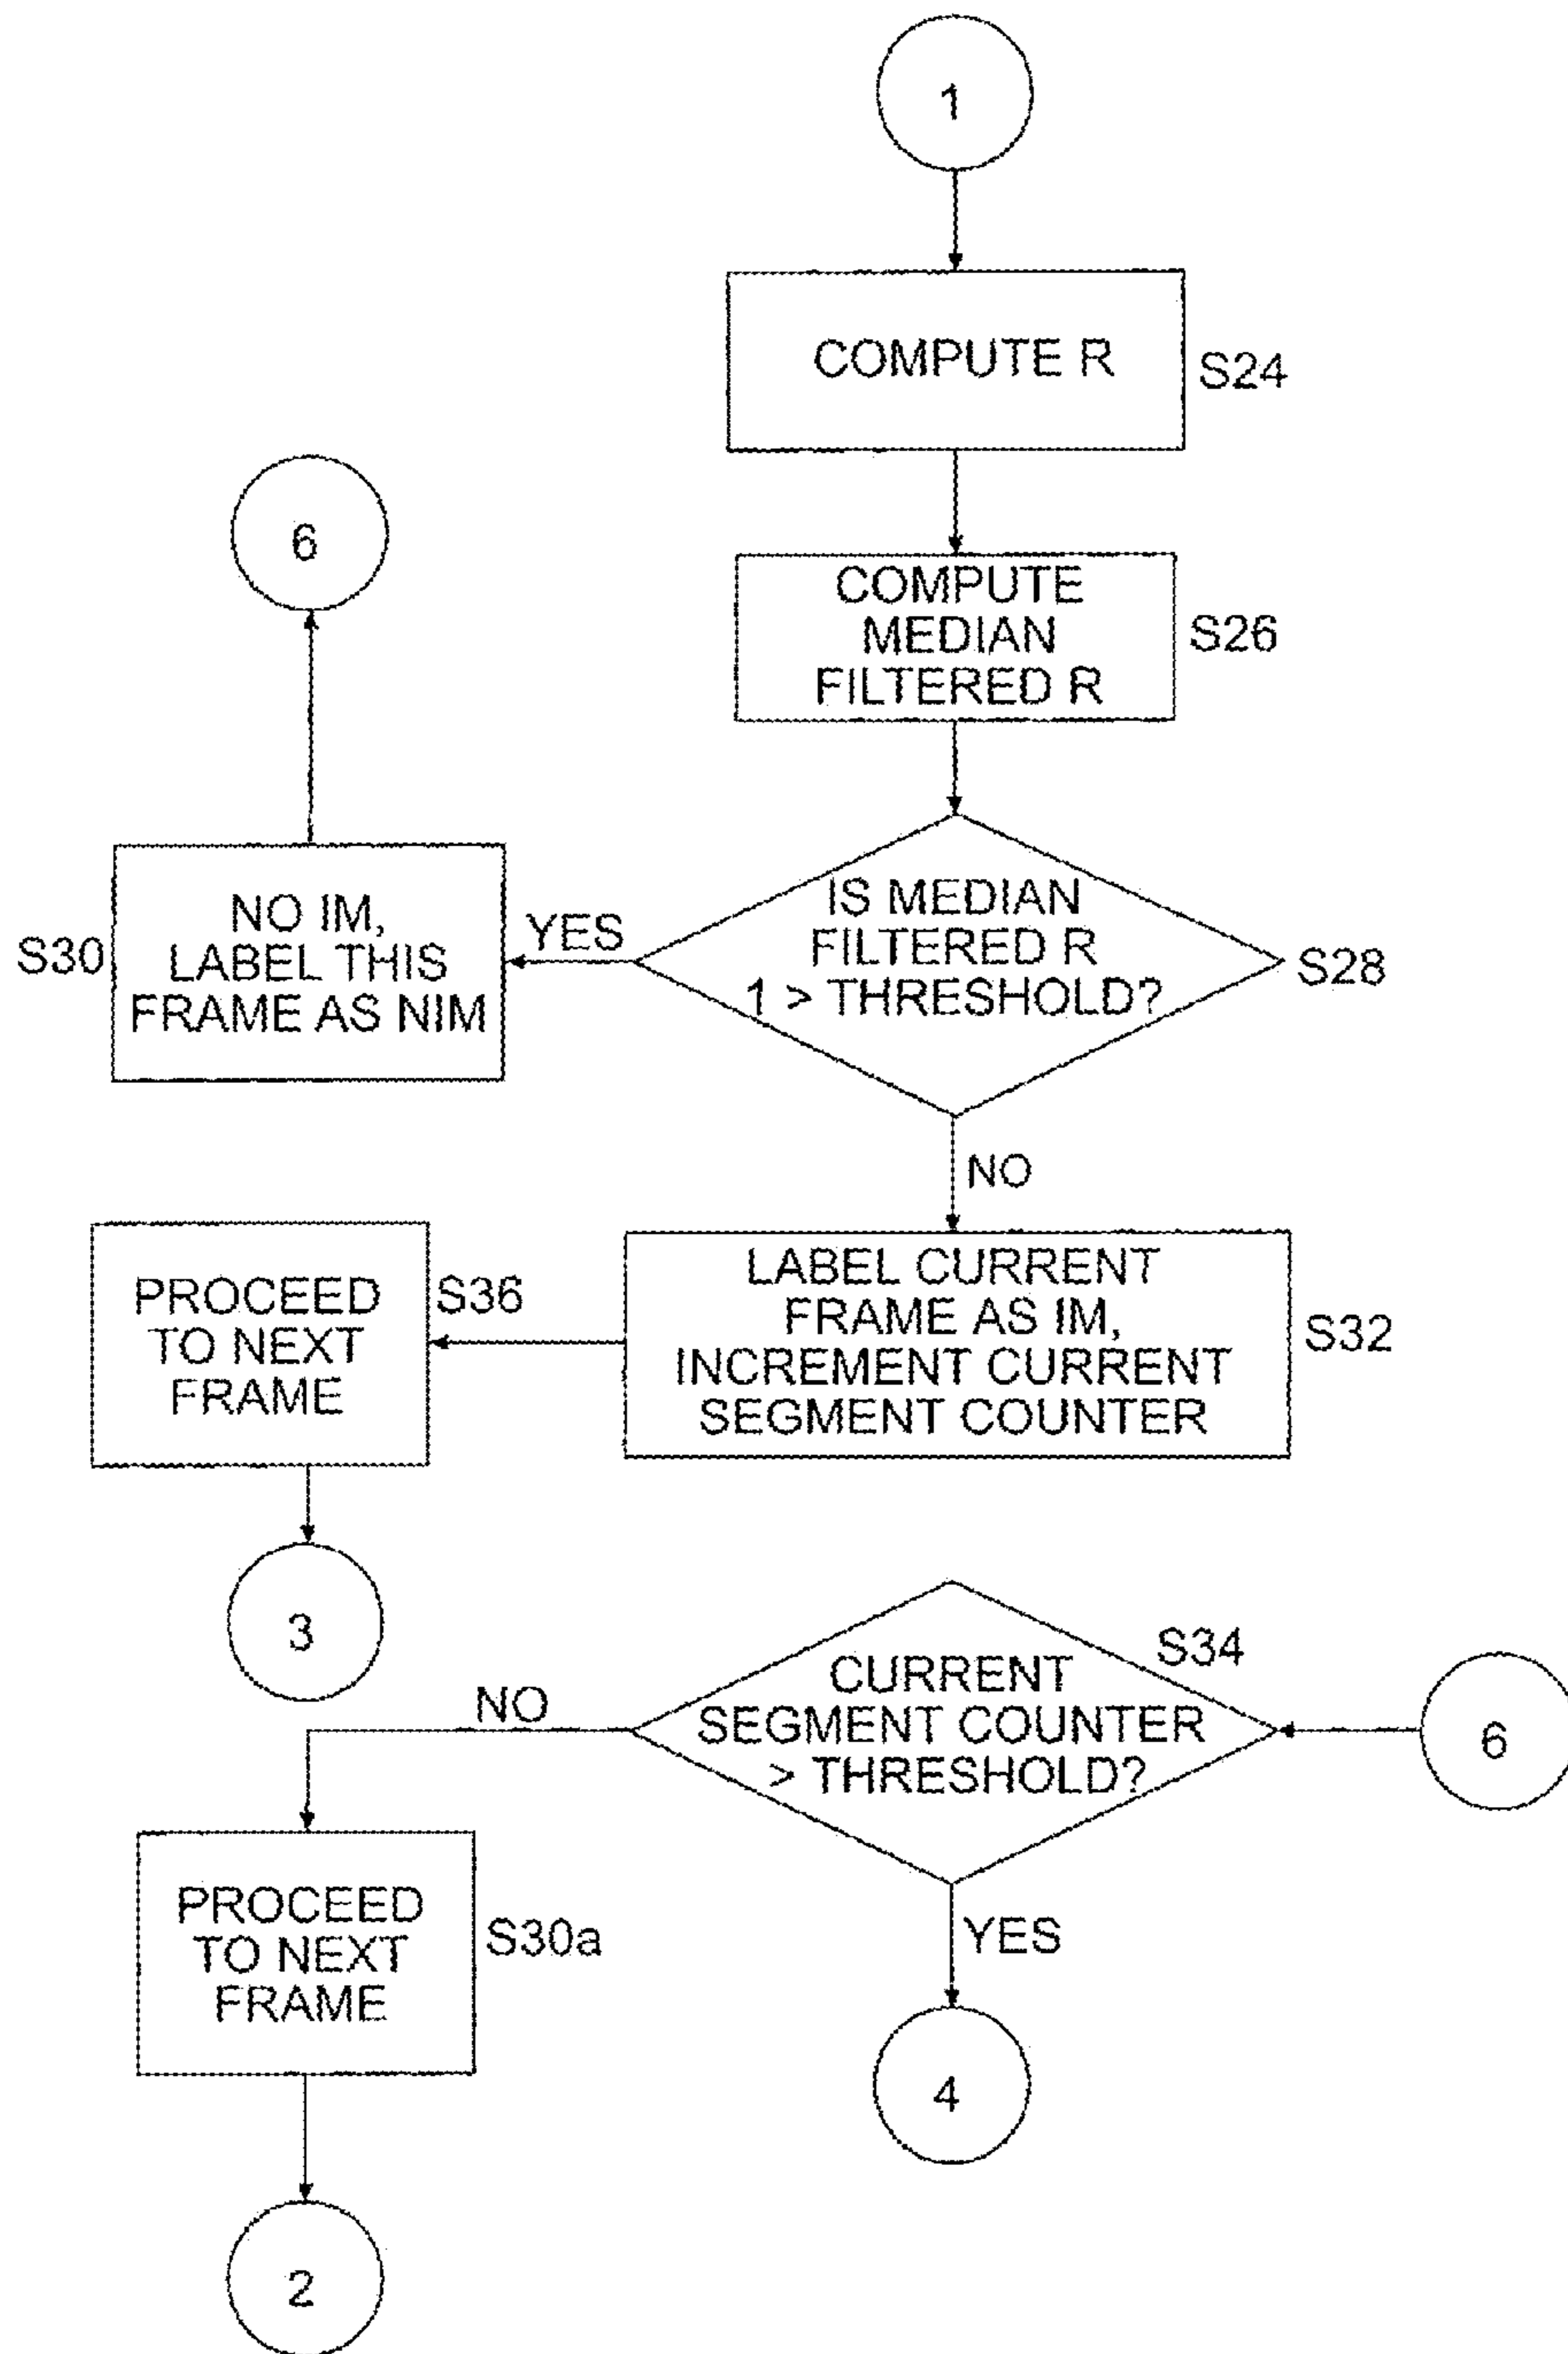 1
COMPUTE R
S24
6
COMPUTE
MEDIAN
FILTERED R
S26
IS MEDIAN
FILTERED R
1 > THRESHOLD?
S28
YES
NO IM,
LABEL THIS
FRAME AS NIM
S30
NO
LABEL CURRENT
FRAME AS IM,
INCREMENT CURRENT
SEGMENT COUNTER
S32
PROCEED
TO NEXT
FRAME
S36
3
CURRENT
SEGMENT COUNTER
> THRESHOLD?
S34
6
NO
PROCEED
TO NEXT
FRAME
S30a
YES
4
2